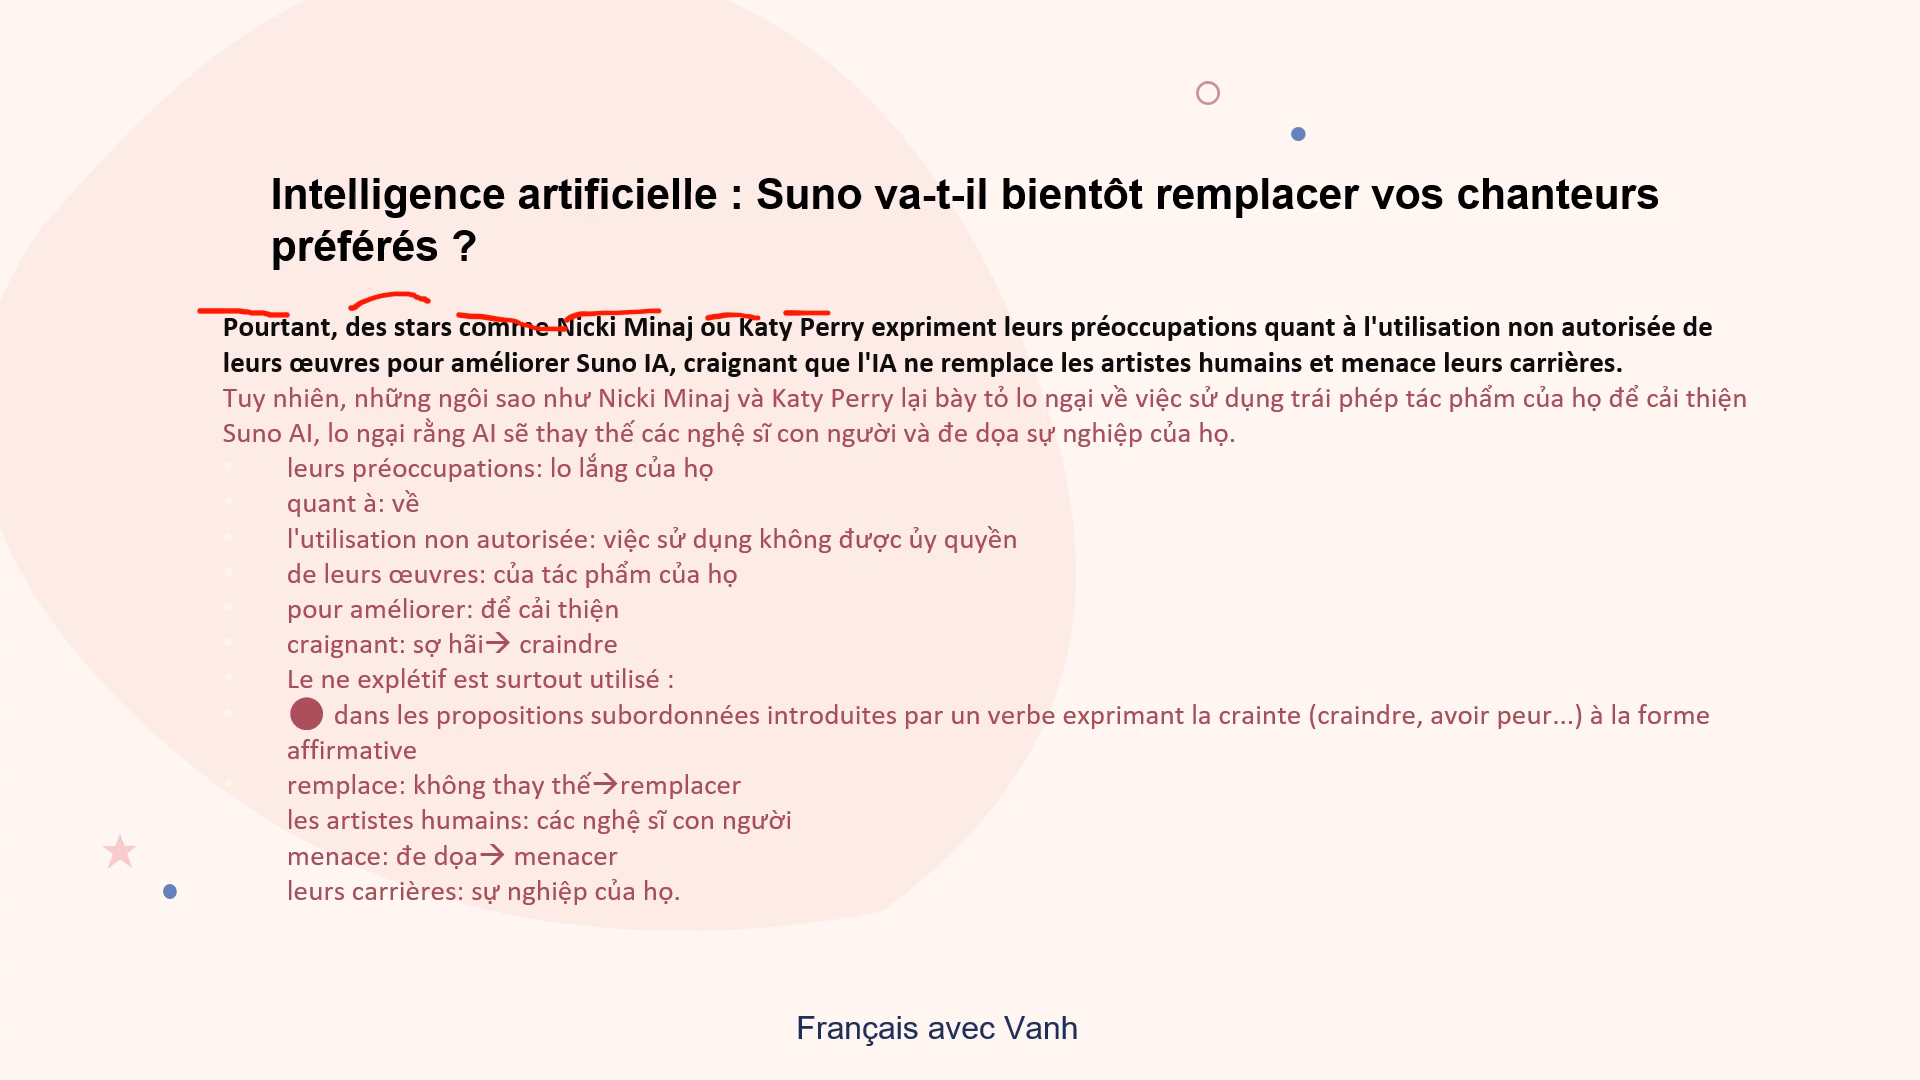 Intelligence artificielle : Suno va-t-il bientôt remplacer vos chanteurs
préférés ?
Pourtant, des stars comme Nicki Minaj ou Katy Perry expriment leurs préoccupations quant à l'utilisation non autorisée de
leurs œuvres pour améliorer Suno IA, craignant que l'IA ne remplace les artistes humains et menace leurs carrières.
Tuy nhiên, những ngôi sao như Nicki Minaj và Katy Perry lại bày tỏ lo ngại về việc sử dụng trái phép tác phẩm của họ để cải thiện
Suno AI, lo ngại rằng AI sẽ thay thế các nghệ sĩ con người và đe dọa sự nghiệp của họ.
leurs préoccupations: lo lắng của họ
quant à: về
l'utilisation non autorisée: việc sử dụng không được ủy quyền
de leurs œuvres: của tác phẩm của họ
pour améliorer: để cải thiện
craignant: sợ hãi→ craindre
Le ne explétif est surtout utilisé :
● dans les propositions subordonnées introduites par un verbe exprimant la crainte (craindre, avoir peur...) à la forme
affirmative
remplace: không thay thế→remplacer
les artistes humains: các nghệ sĩ con người
menace: đe dọa→ menacer
leurs carrières: sự nghiệp của họ.
Français avec Vanh